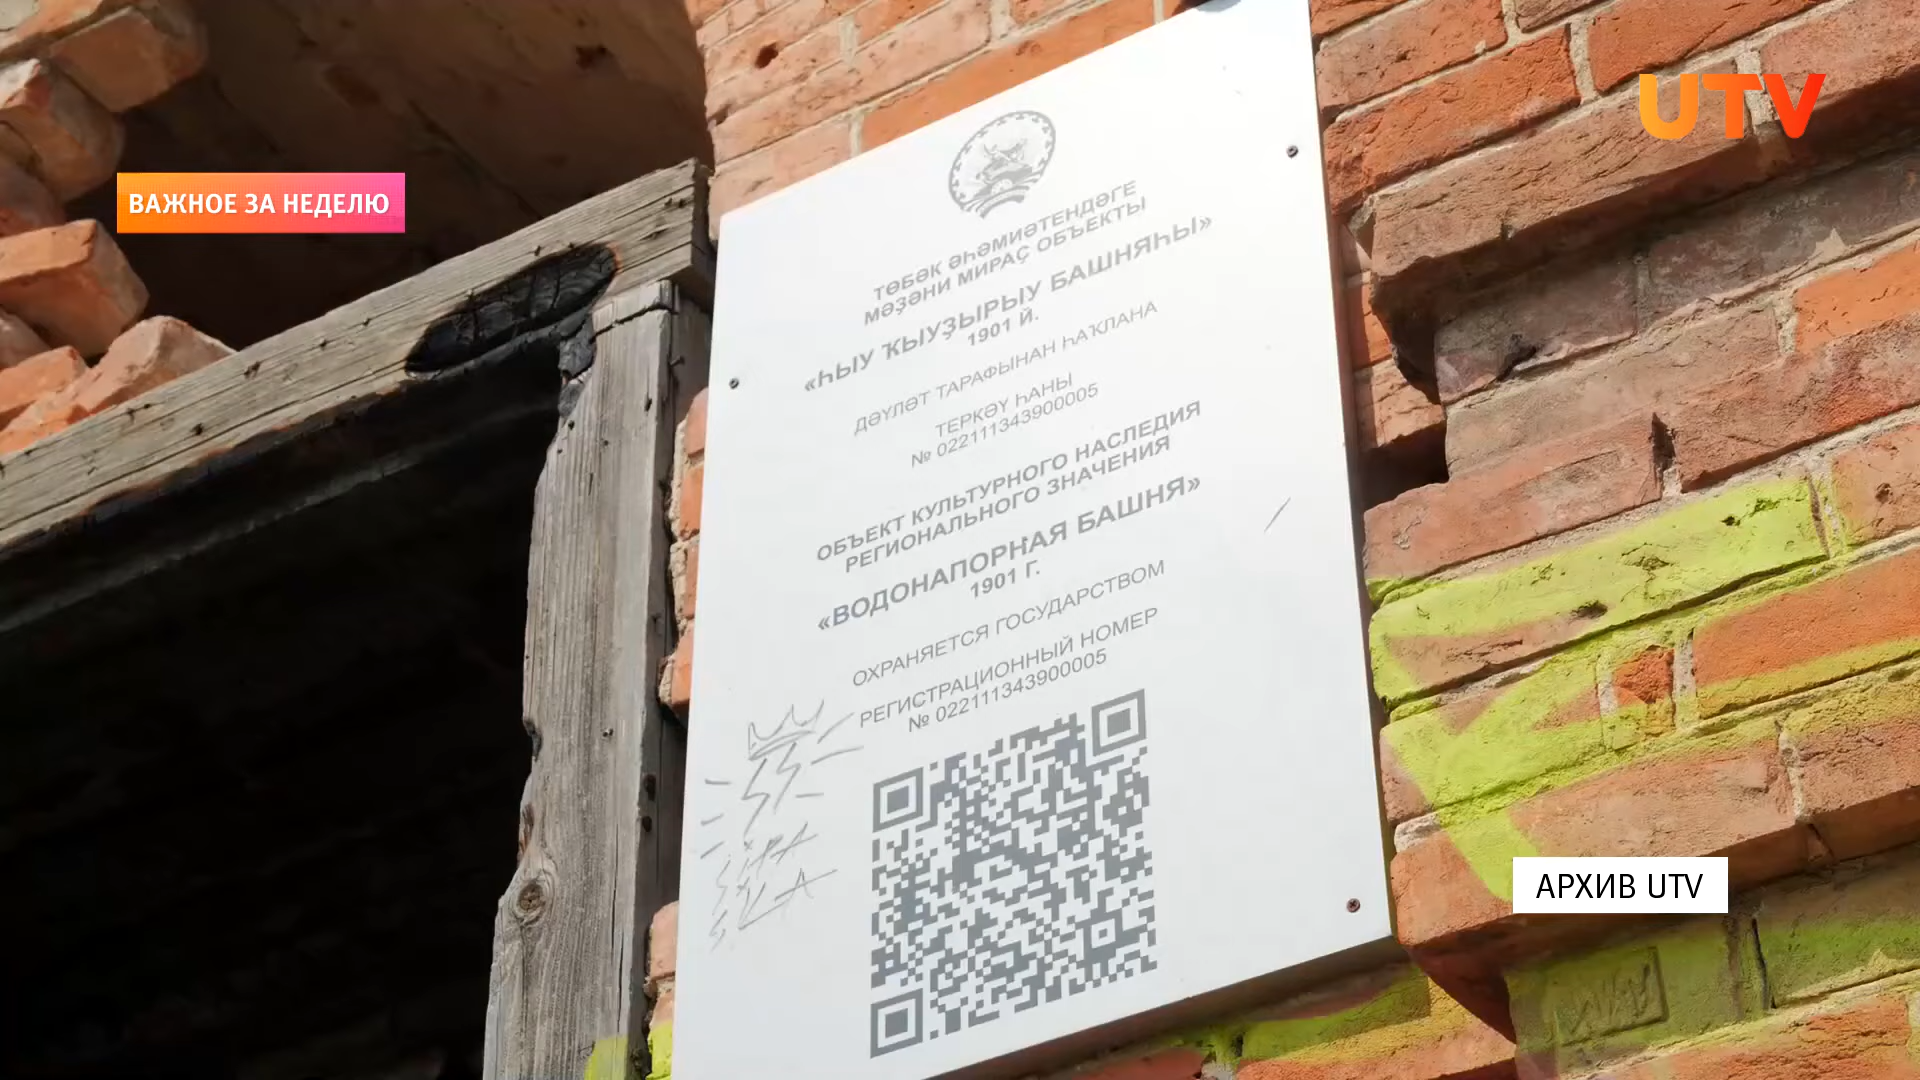 UTV
ВАЖНОЕ ЗА НЕДЕЛЮ
ТӨБӘК ӘҺӘМИӘТЕНДӘГЕ
МӘҘӘНИ МИРАҪ ОБЪЕКТЫ
«ҺЫУ ҠЫУҘЫРЫУ БАШНЯҺЫ»
1901 Й.
ДӘҮЛӘТ ТАРАФЫНАН ҺАҠЛАНА
ТЕРКӘҮ ҺАНЫ
№ 022111343900005
ОБЪЕКТ КУЛЬТУРНОГО НАСЛЕДИЯ
РЕГИОНАЛЬНОГО ЗНАЧЕНИЯ
«ВОДОНАПОРНАЯ БАШНЯ»
1901 Г.
ОХРАНЯЕТСЯ ГОСУДАРСТВОМ
РЕГИСТРАЦИОННЫЙ НОМЕР
№ 022111343900005
АРХИВ UTV